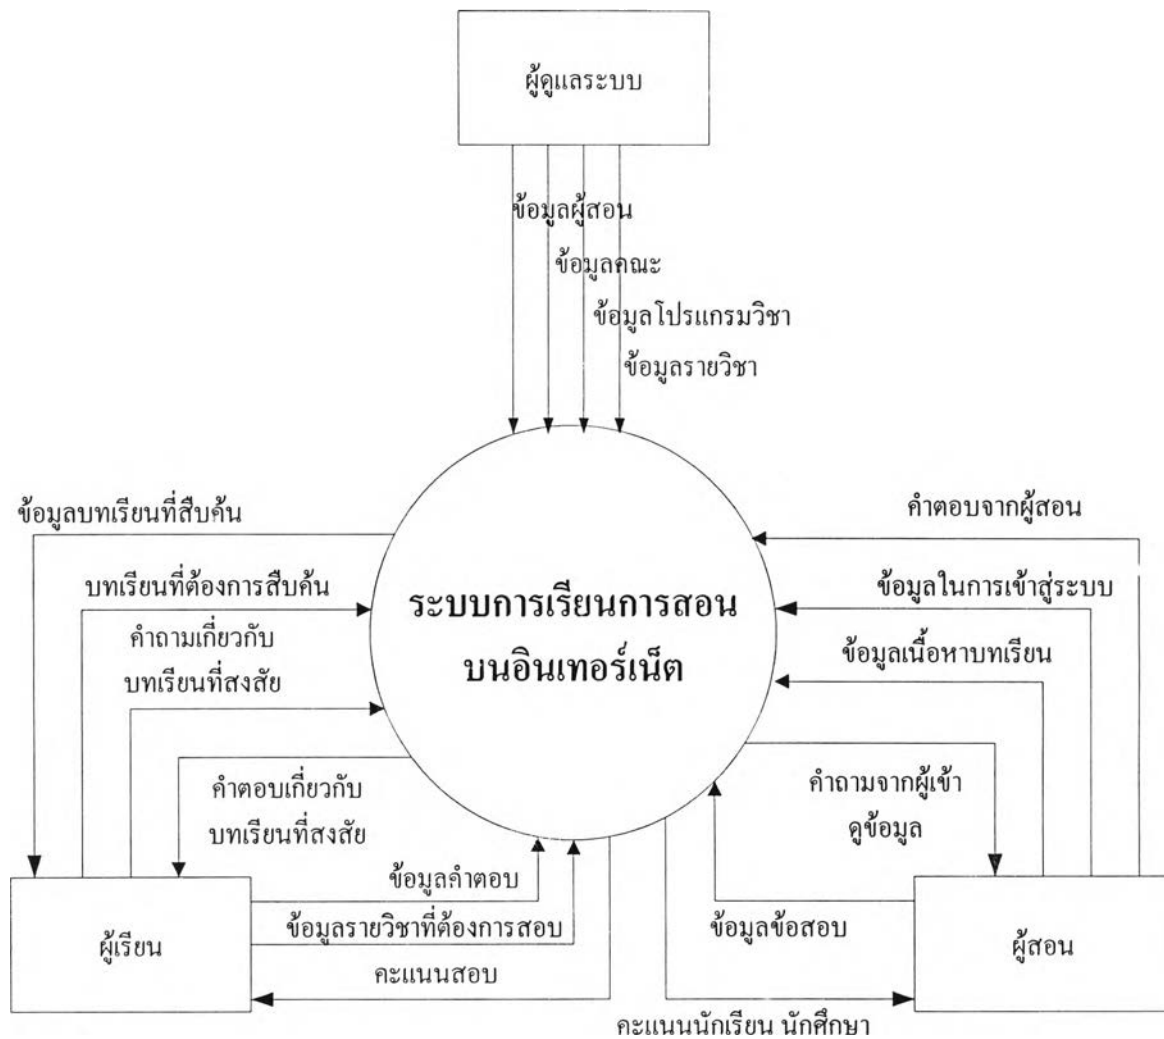 ผู้ดูแลระบบ
ข้อมูลผู้สอน
ข้อมูลคณะ
ข้อมูลโปรแกรมวิชา
ข้อมูลรายวิชา
ข้อมูลบทเรียนที่สืบค้น
คำตอบจากผู้สอน
บทเรียนที่ต้องการสืบค้น
ข้อมูลในการเข้าสู่ระบบ
ระบบการเรียนการสอน
บนอินเทอร์เน็ต
คำถามเกี่ยวกับ
บทเรียนที่สงสัย
ข้อมูลเนื้อหาบทเรียน
คำตอบเกี่ยวกับ
บทเรียนที่สงสัย
คำถามจากผู้เข้า
ดูข้อมูล
ข้อมูลคำตอบ
ข้อมูลรายวิชาที่ต้องการสอบ
ข้อมูลข้อสอบ
ผู้เรียน
ผู้สอน
คะแนนสอบ
คะแนนนักเรียน นักศึกษา